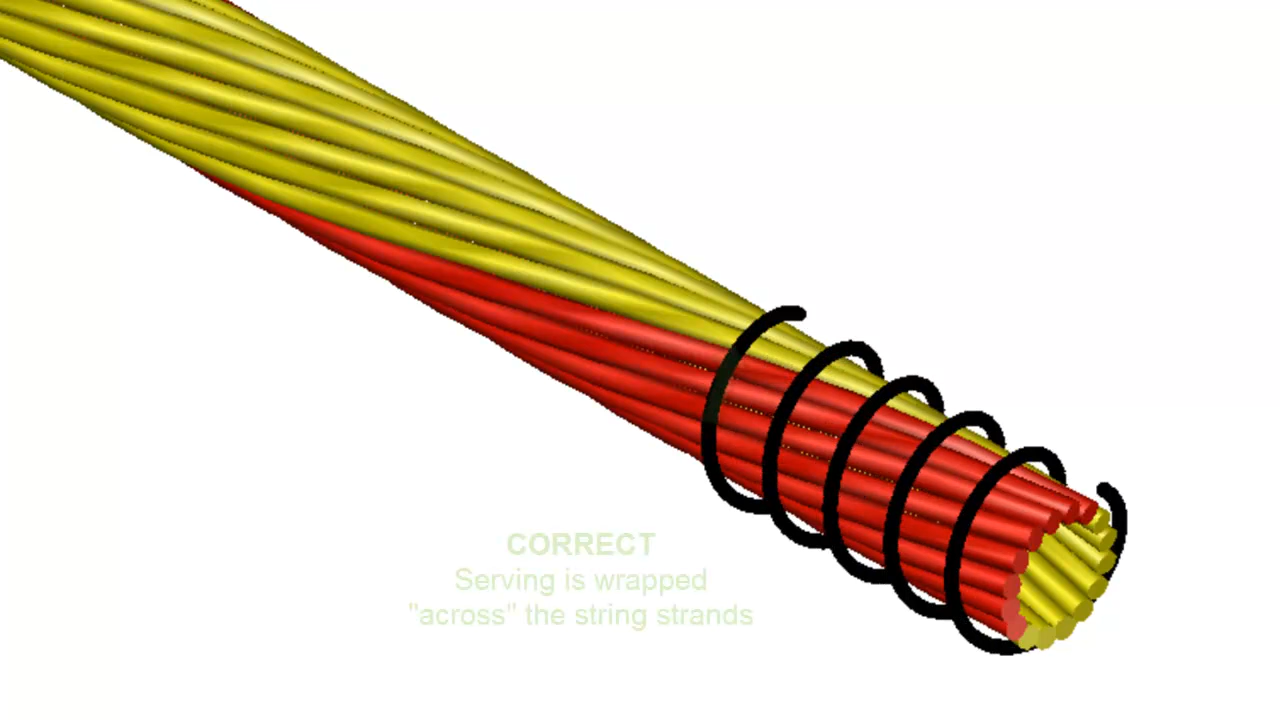 CORRECT
Serving is wrapped
"across" the string strands